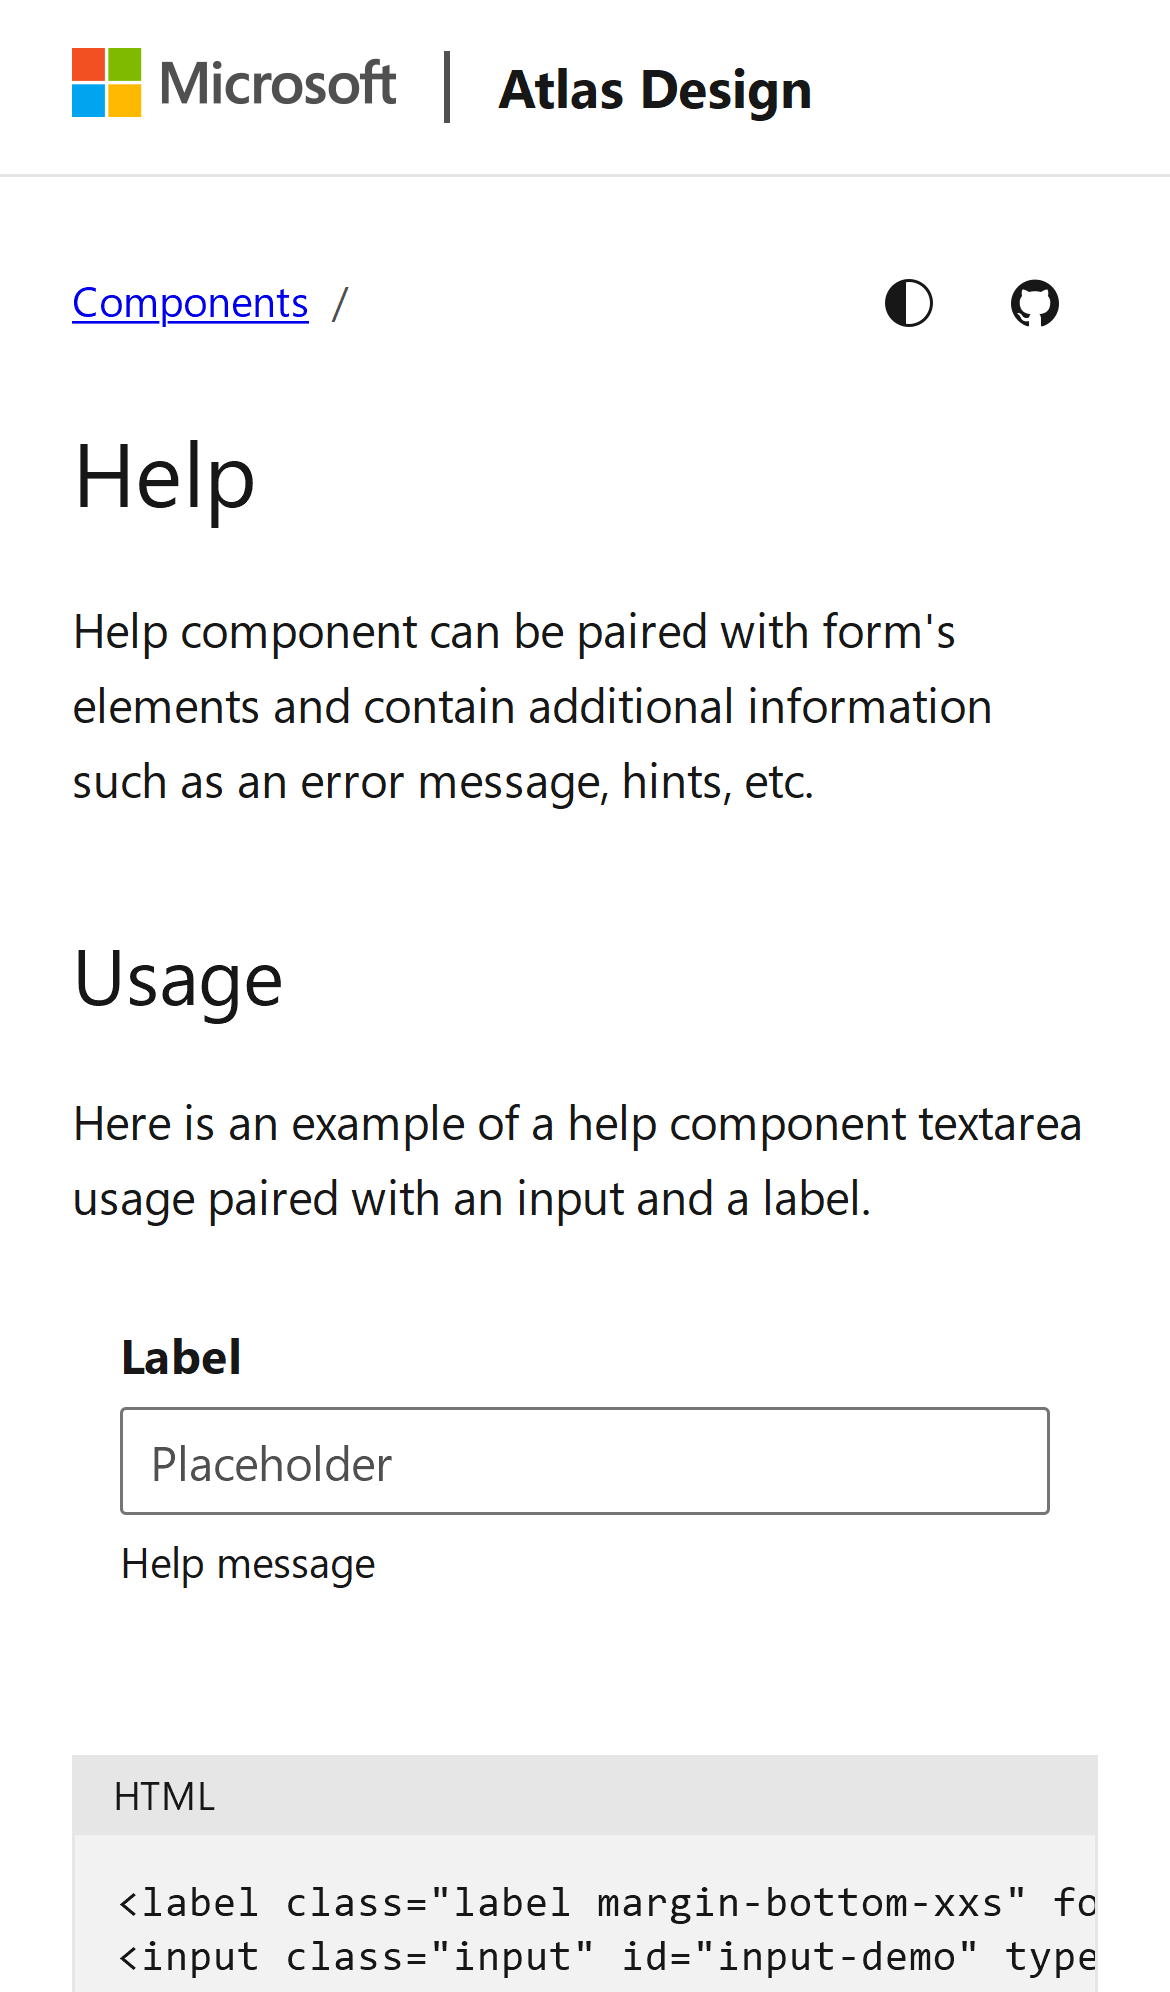 Microsoft | Atlas Design
Components /
Help
Help component can be paired with form's
elements and contain additional information
such as an error message, hints, etc.
Usage
Here is an example of a help component textarea
usage paired with an input and a label.
Label
Placeholder
Help message
HTML
<label class="label margin-bottom-xxs" fo
<input class="input" id="input-demo" type